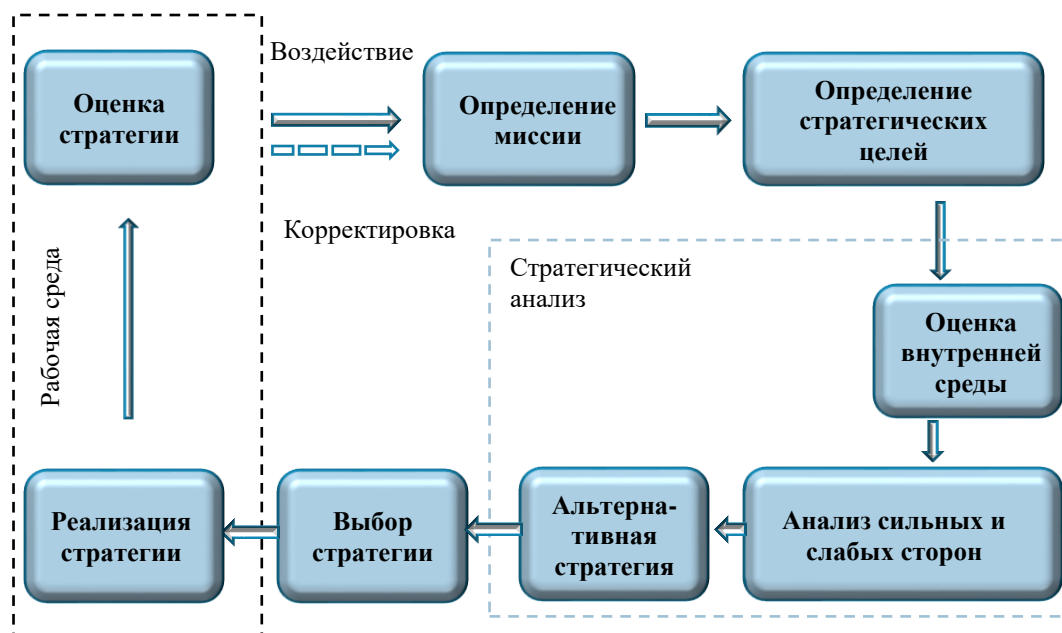 Оценка
стратегии
Воздействие
Определение
миссии
Определение
стратегических
целей
Корректировка
Рабочая среда
Стратегический
анализ
Оценка
внутренней
среды
Реализация
стратегии
Выбор
стратегии
Альтерна-
тивная
стратегия
Анализ сильных и
слабых сторон